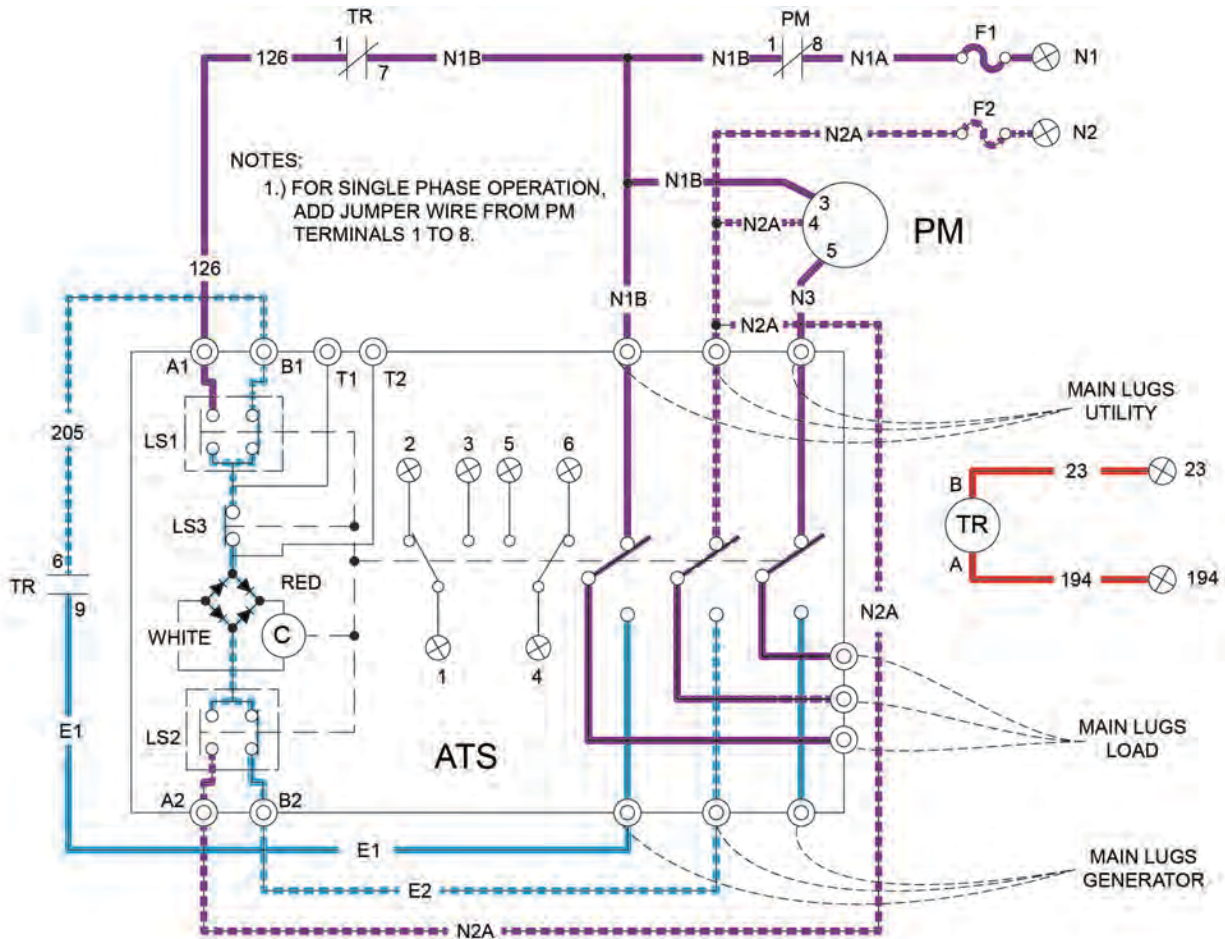 TR
PM
F1
126
1
7
N1B
N1B
1
8
N1A
N1
F2
N2A
N2
NOTES:
1.) FOR SINGLE PHASE OPERATION,
ADD JUMPER WIRE FROM PM
TERMINALS 1 TO 8.
N1B
3
N2A
4
5
PM
126
N1B
N3
N2A
A1
B1
T1
T2
MAIN LUGS
UTILITY
205
LS1
2
3
5
6
B
23
23
LS3
TR
6
TR
9
RED
A
194
194
WHITE
C
N2A
1
4
E1
LS2
ATS
MAIN LUGS
LOAD
A2
B2
E1
MAIN LUGS
GENERATOR
E2
N2A